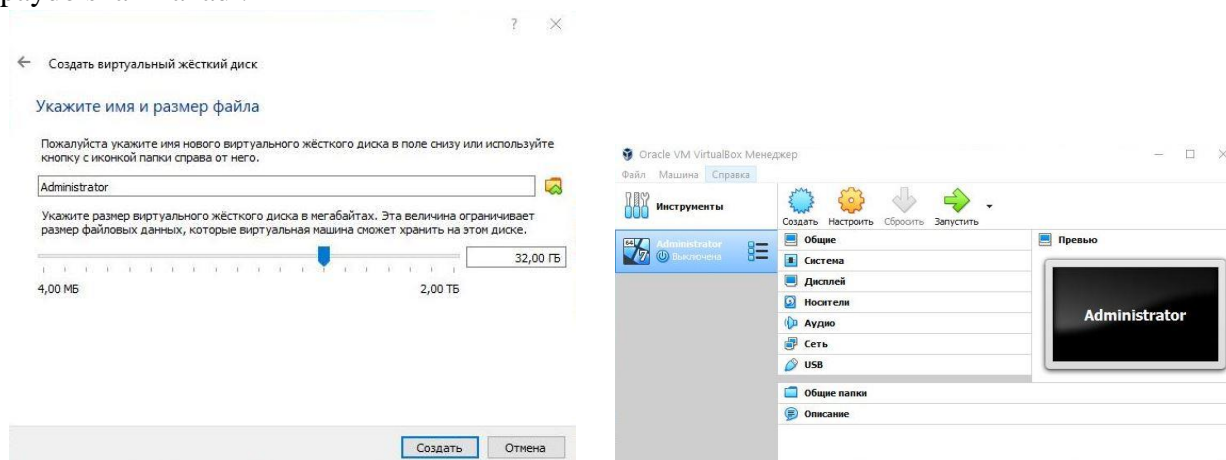 ?
Создать виртуальный жёсткий диск
Укажите имя и размер файла
Пожалуйста укажите имя нового виртуального жёсткого диска в поле снизу или используйте
кнопку с иконкой папки справа от него.
Administrator
Укажите размер виртуального жёсткого диска в мегабайтах. Эта величина ограничивает
размер файловых данных, которые виртуальная машина сможет хранить на этом диске.
32,00 ГБ
4,00 МБ 2,00 ТБ
Создать Отмена
Oracle VM VirtualBox Менеджер
Файл Машина Справка
Инструменты
Создать Настроить Сбросить Запустить
64
7
Administrator
Выключена
Общие
Система
Дисплей
Носители
Аудио
Сеть
USB
Общие папки
Описание
Превью
Administrator